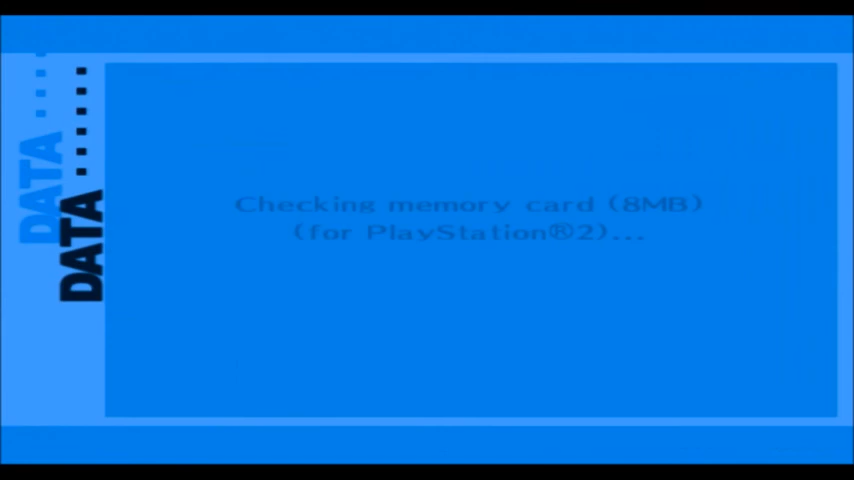 DATA......
DATA....
Checking memory card (8MB)
(for PlayStation®2)...